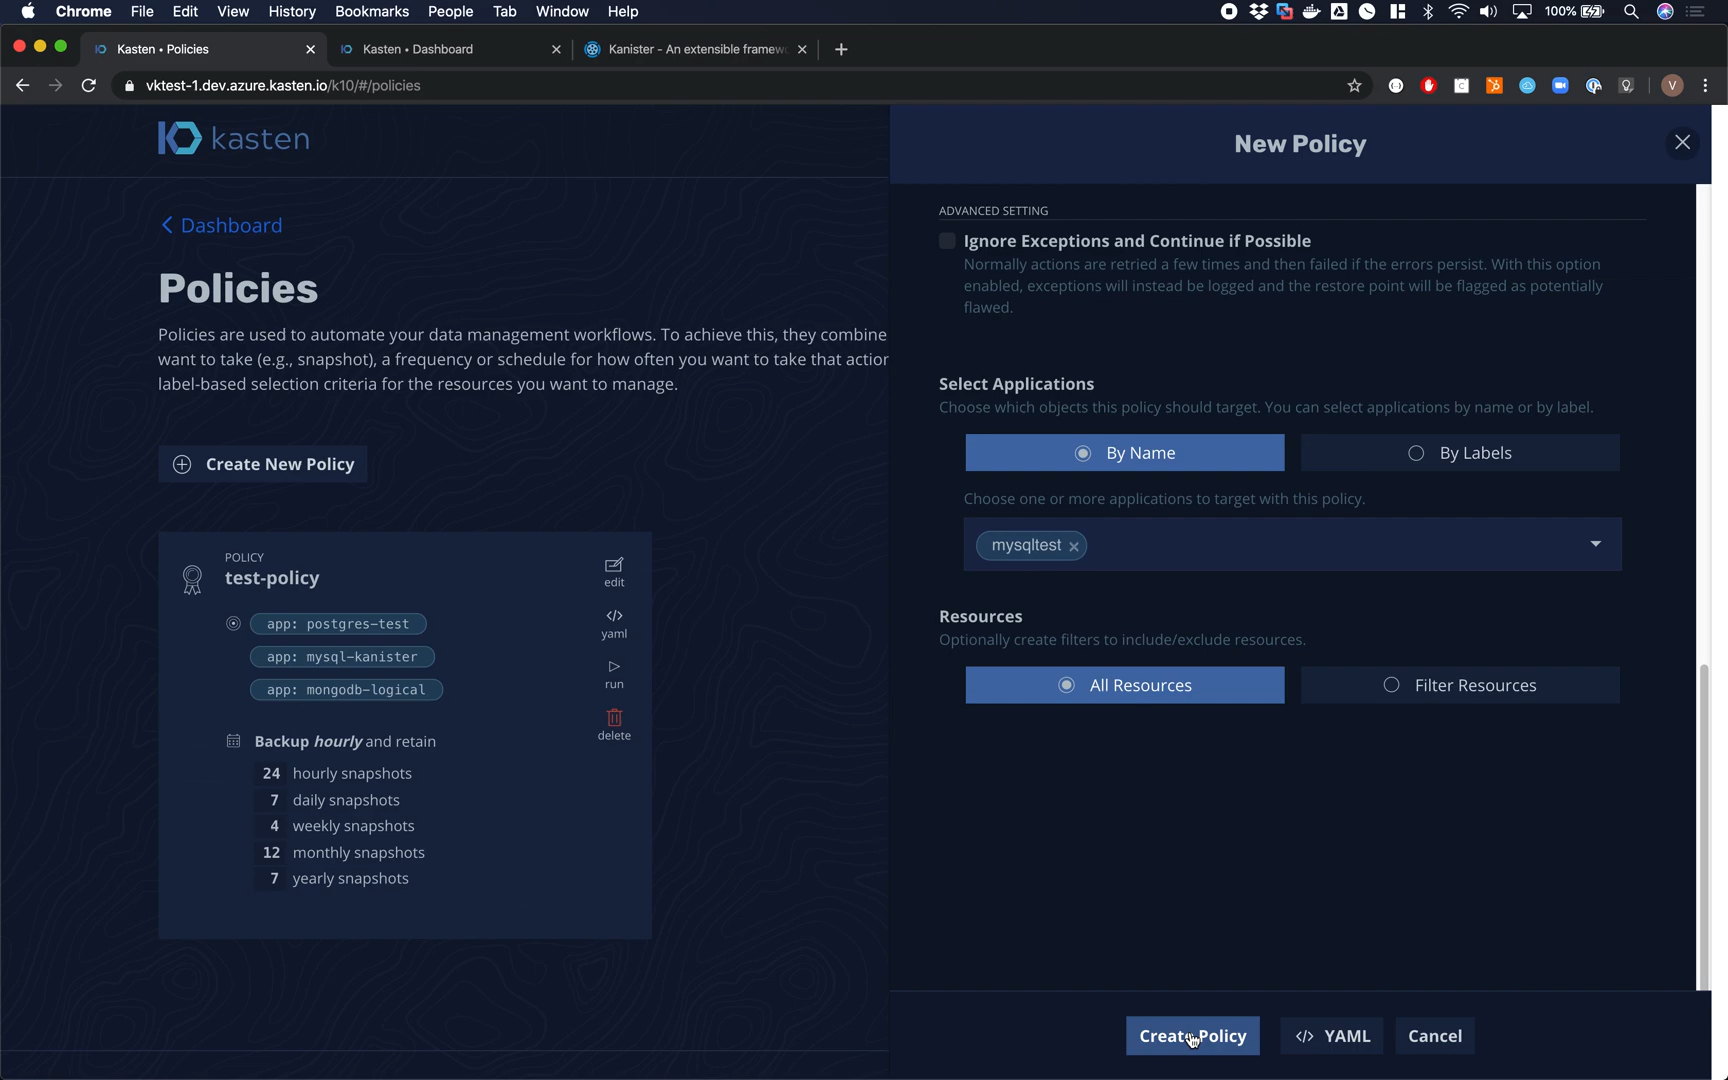 Chrome File Edit View History Bookmarks People Tab Window Help 100%
Kasten • Policies
Kasten • Dashboard
Kanister - An extensible framew
vktest-1.dev.azure.kasten.io/k10/#/policies
V
kasten
Dashboard
Policies
Policies are used to automate your data management workflows. To achieve this, they combine
want to take (e.g., snapshot), a frequency or schedule for how often you want to take that action
label-based selection criteria for the resources you want to manage.
Create New Policy
POLICY
test-policy
app: postgres-test
app: mysql-kanister
app: mongodb-logical
edit
</>
yaml
run
delete
Backup hourly and retain
24 hourly snapshots
7 daily snapshots
4 weekly snapshots
12 monthly snapshots
7 yearly snapshots
New Policy
ADVANCED SETTING
Ignore Exceptions and Continue if Possible
Normally actions are retried a few times and then failed if the errors persist. With this option
enabled, exceptions will instead be logged and the restore point will be flagged as potentially
flawed.
Select Applications
Choose which objects this policy should target. You can select applications by name or by label.
By Name By Labels
Choose one or more applications to target with this policy.
mysqltest
Resources
Optionally create filters to include/exclude resources.
All Resources Filter Resources
Create Policy </> YAML Cancel